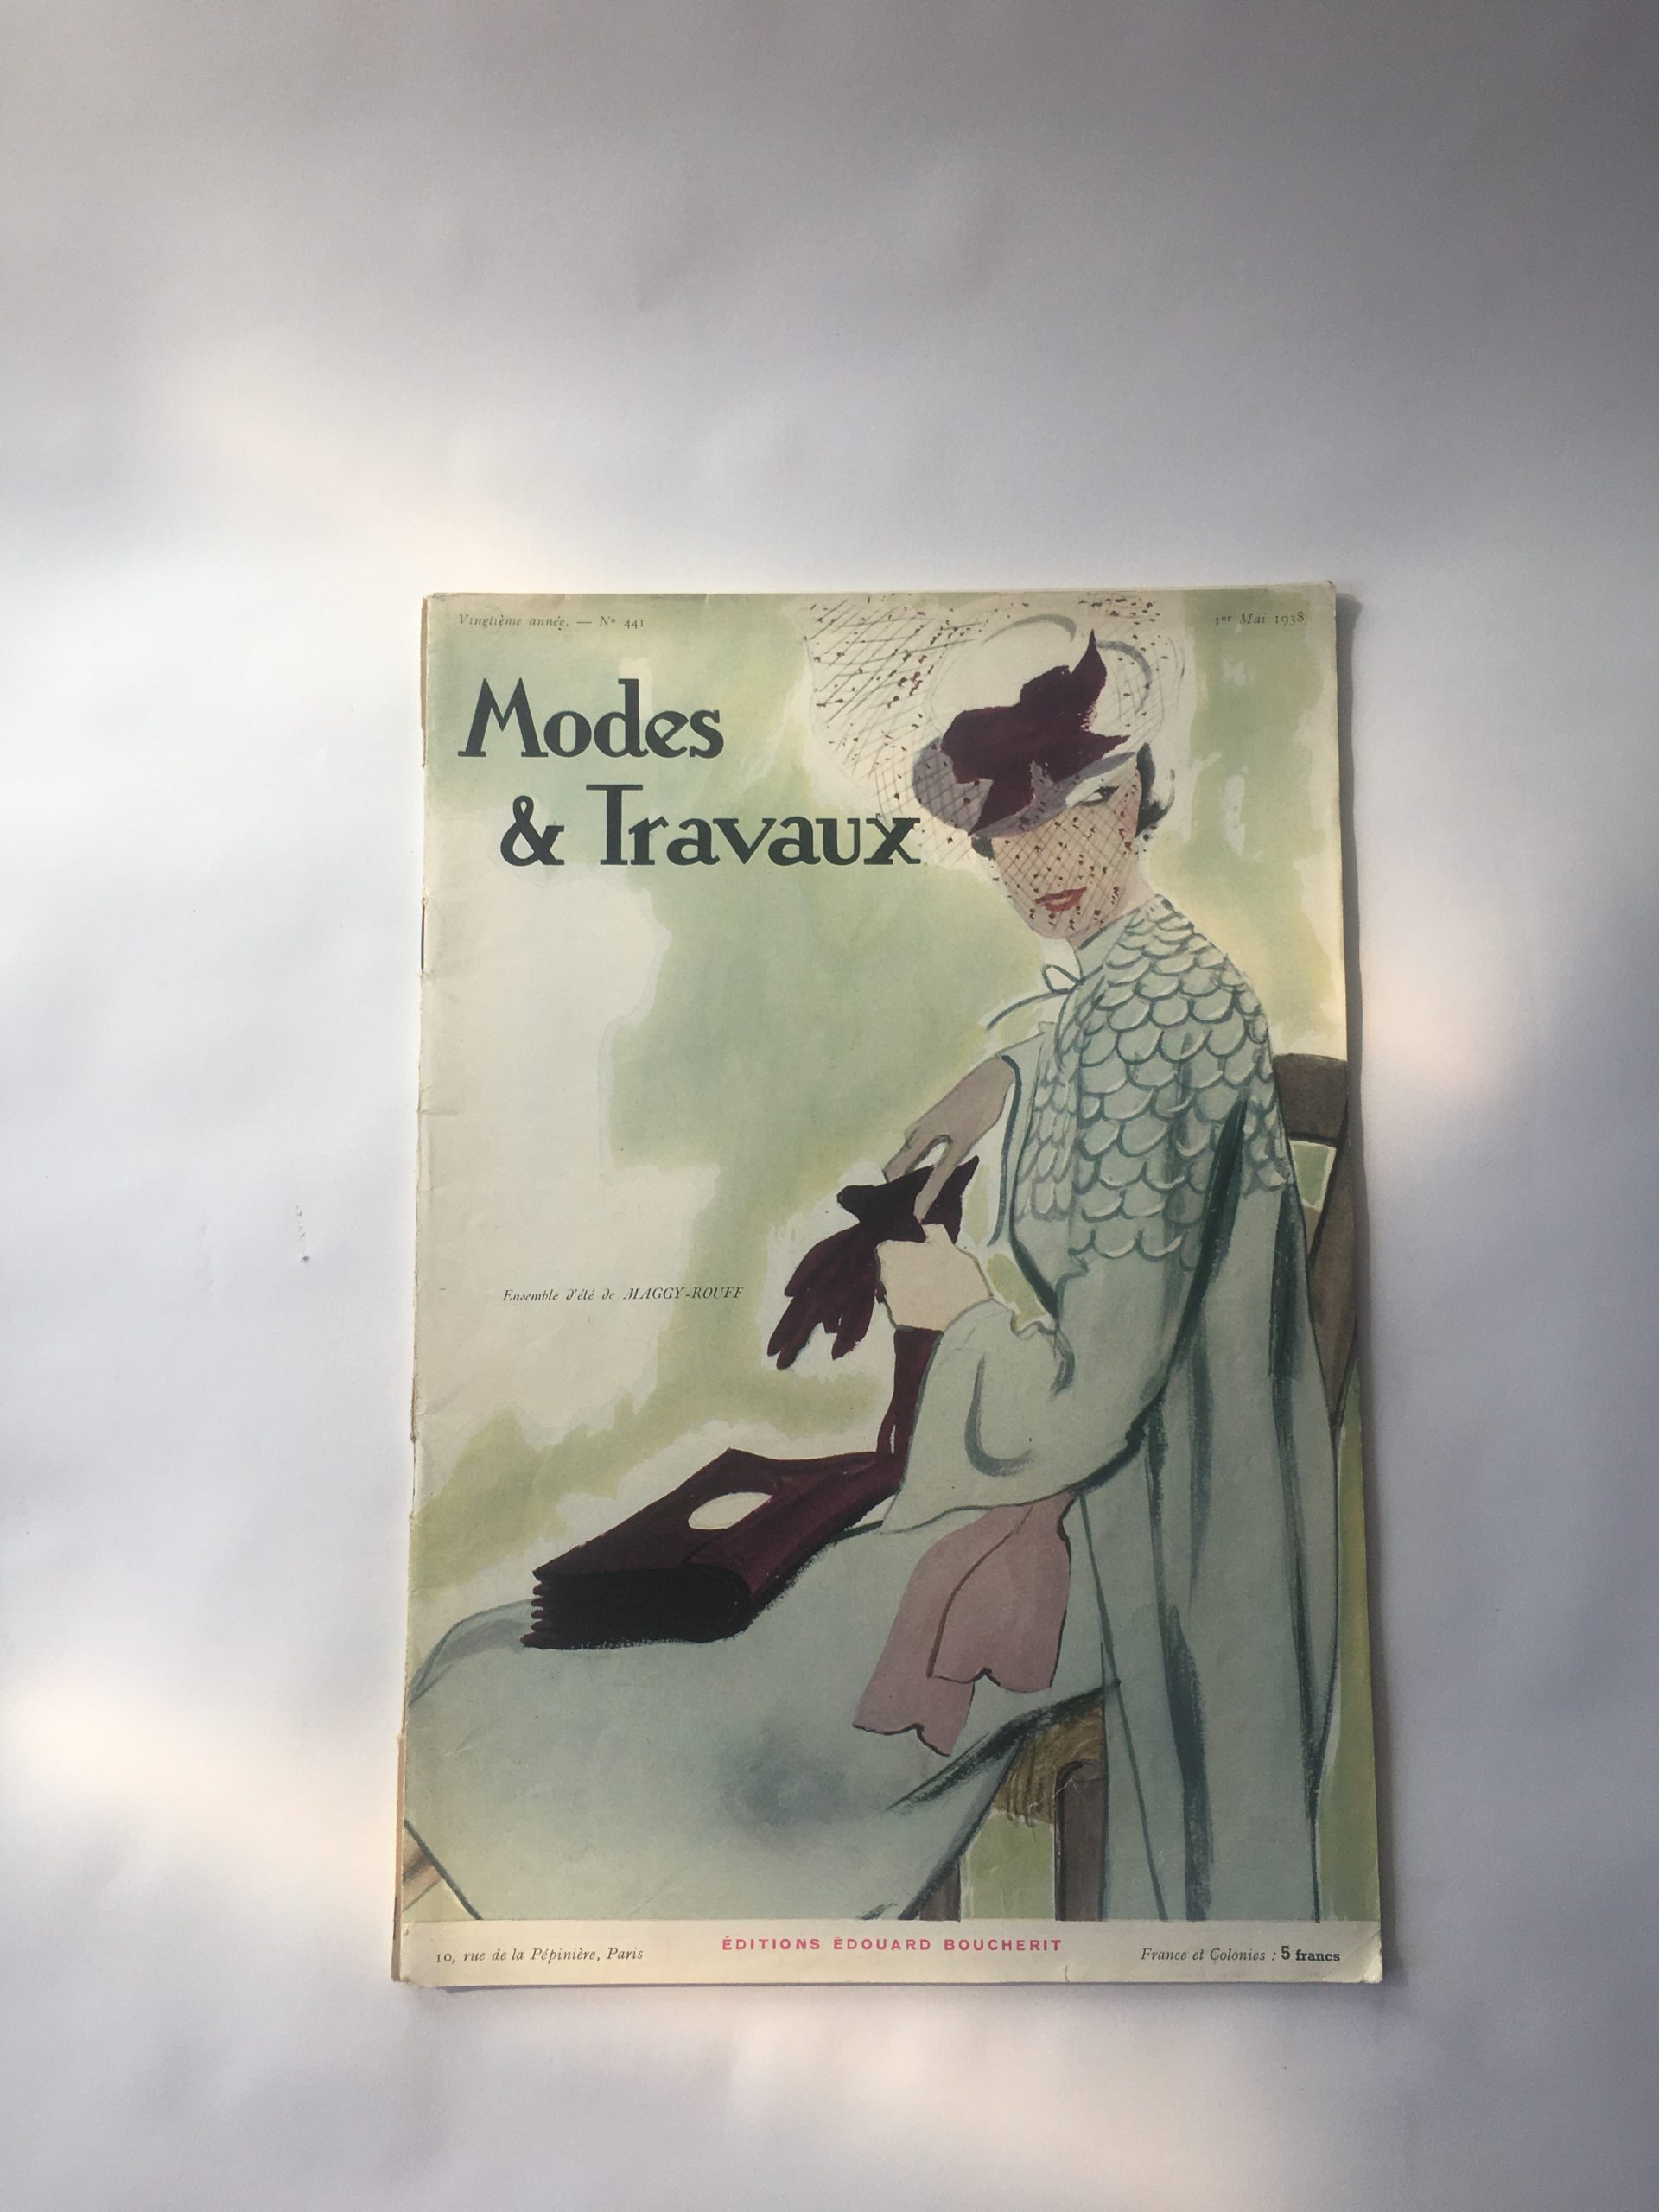 Vingtième année. — Nº 441
1er Mai 1938
Modes
& Travaux
Ensemble d'été de MAGGY-ROUFF
10, rue de la Pépinière, Paris
ÉDITIONS ÉDOUARD BOUCHERIT
France et Colonies : 5 francs